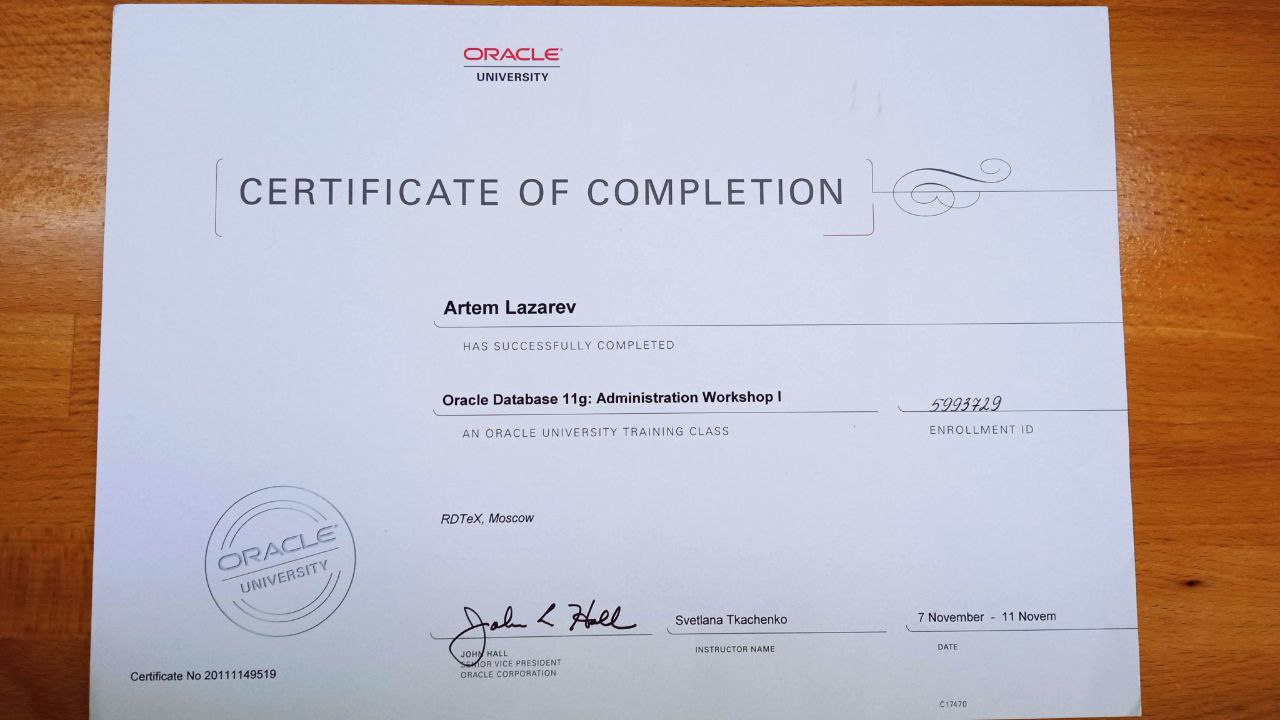 ORACLE
UNIVERSITY
CERTIFICATE OF COMPLETION
Artem Lazarev
HAS SUCCESSFULLY COMPLETED
Oracle Database 11g: Administration Workshop I
5993729
AN ORACLE UNIVERSITY TRAINING CLASS
ENROLLMENT ID
RDTeX, Moscow
ORACLE
UNIVERSITY
John L Hall
Svetlana Tkachenko
7 November - 11 Novem
JOHN HALL
SENIOR VICE PRESIDENT
ORACLE CORPORATION
INSTRUCTOR NAME
DATE
Certificate No 20111149519
C17470